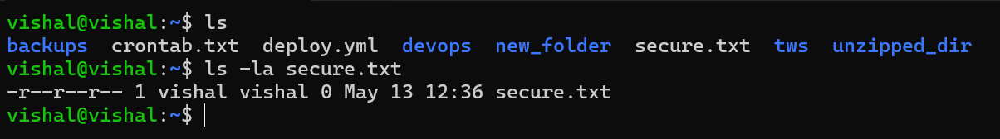 vishal@vishal:~$ ls
backups  crontab.txt  deploy.yml  devops  new_folder  secure.txt  tws  unzipped_dir
vishal@vishal:~$ ls -la secure.txt
-r--r--r-- 1 vishal vishal 0 May 13 12:36 secure.txt
vishal@vishal:~$